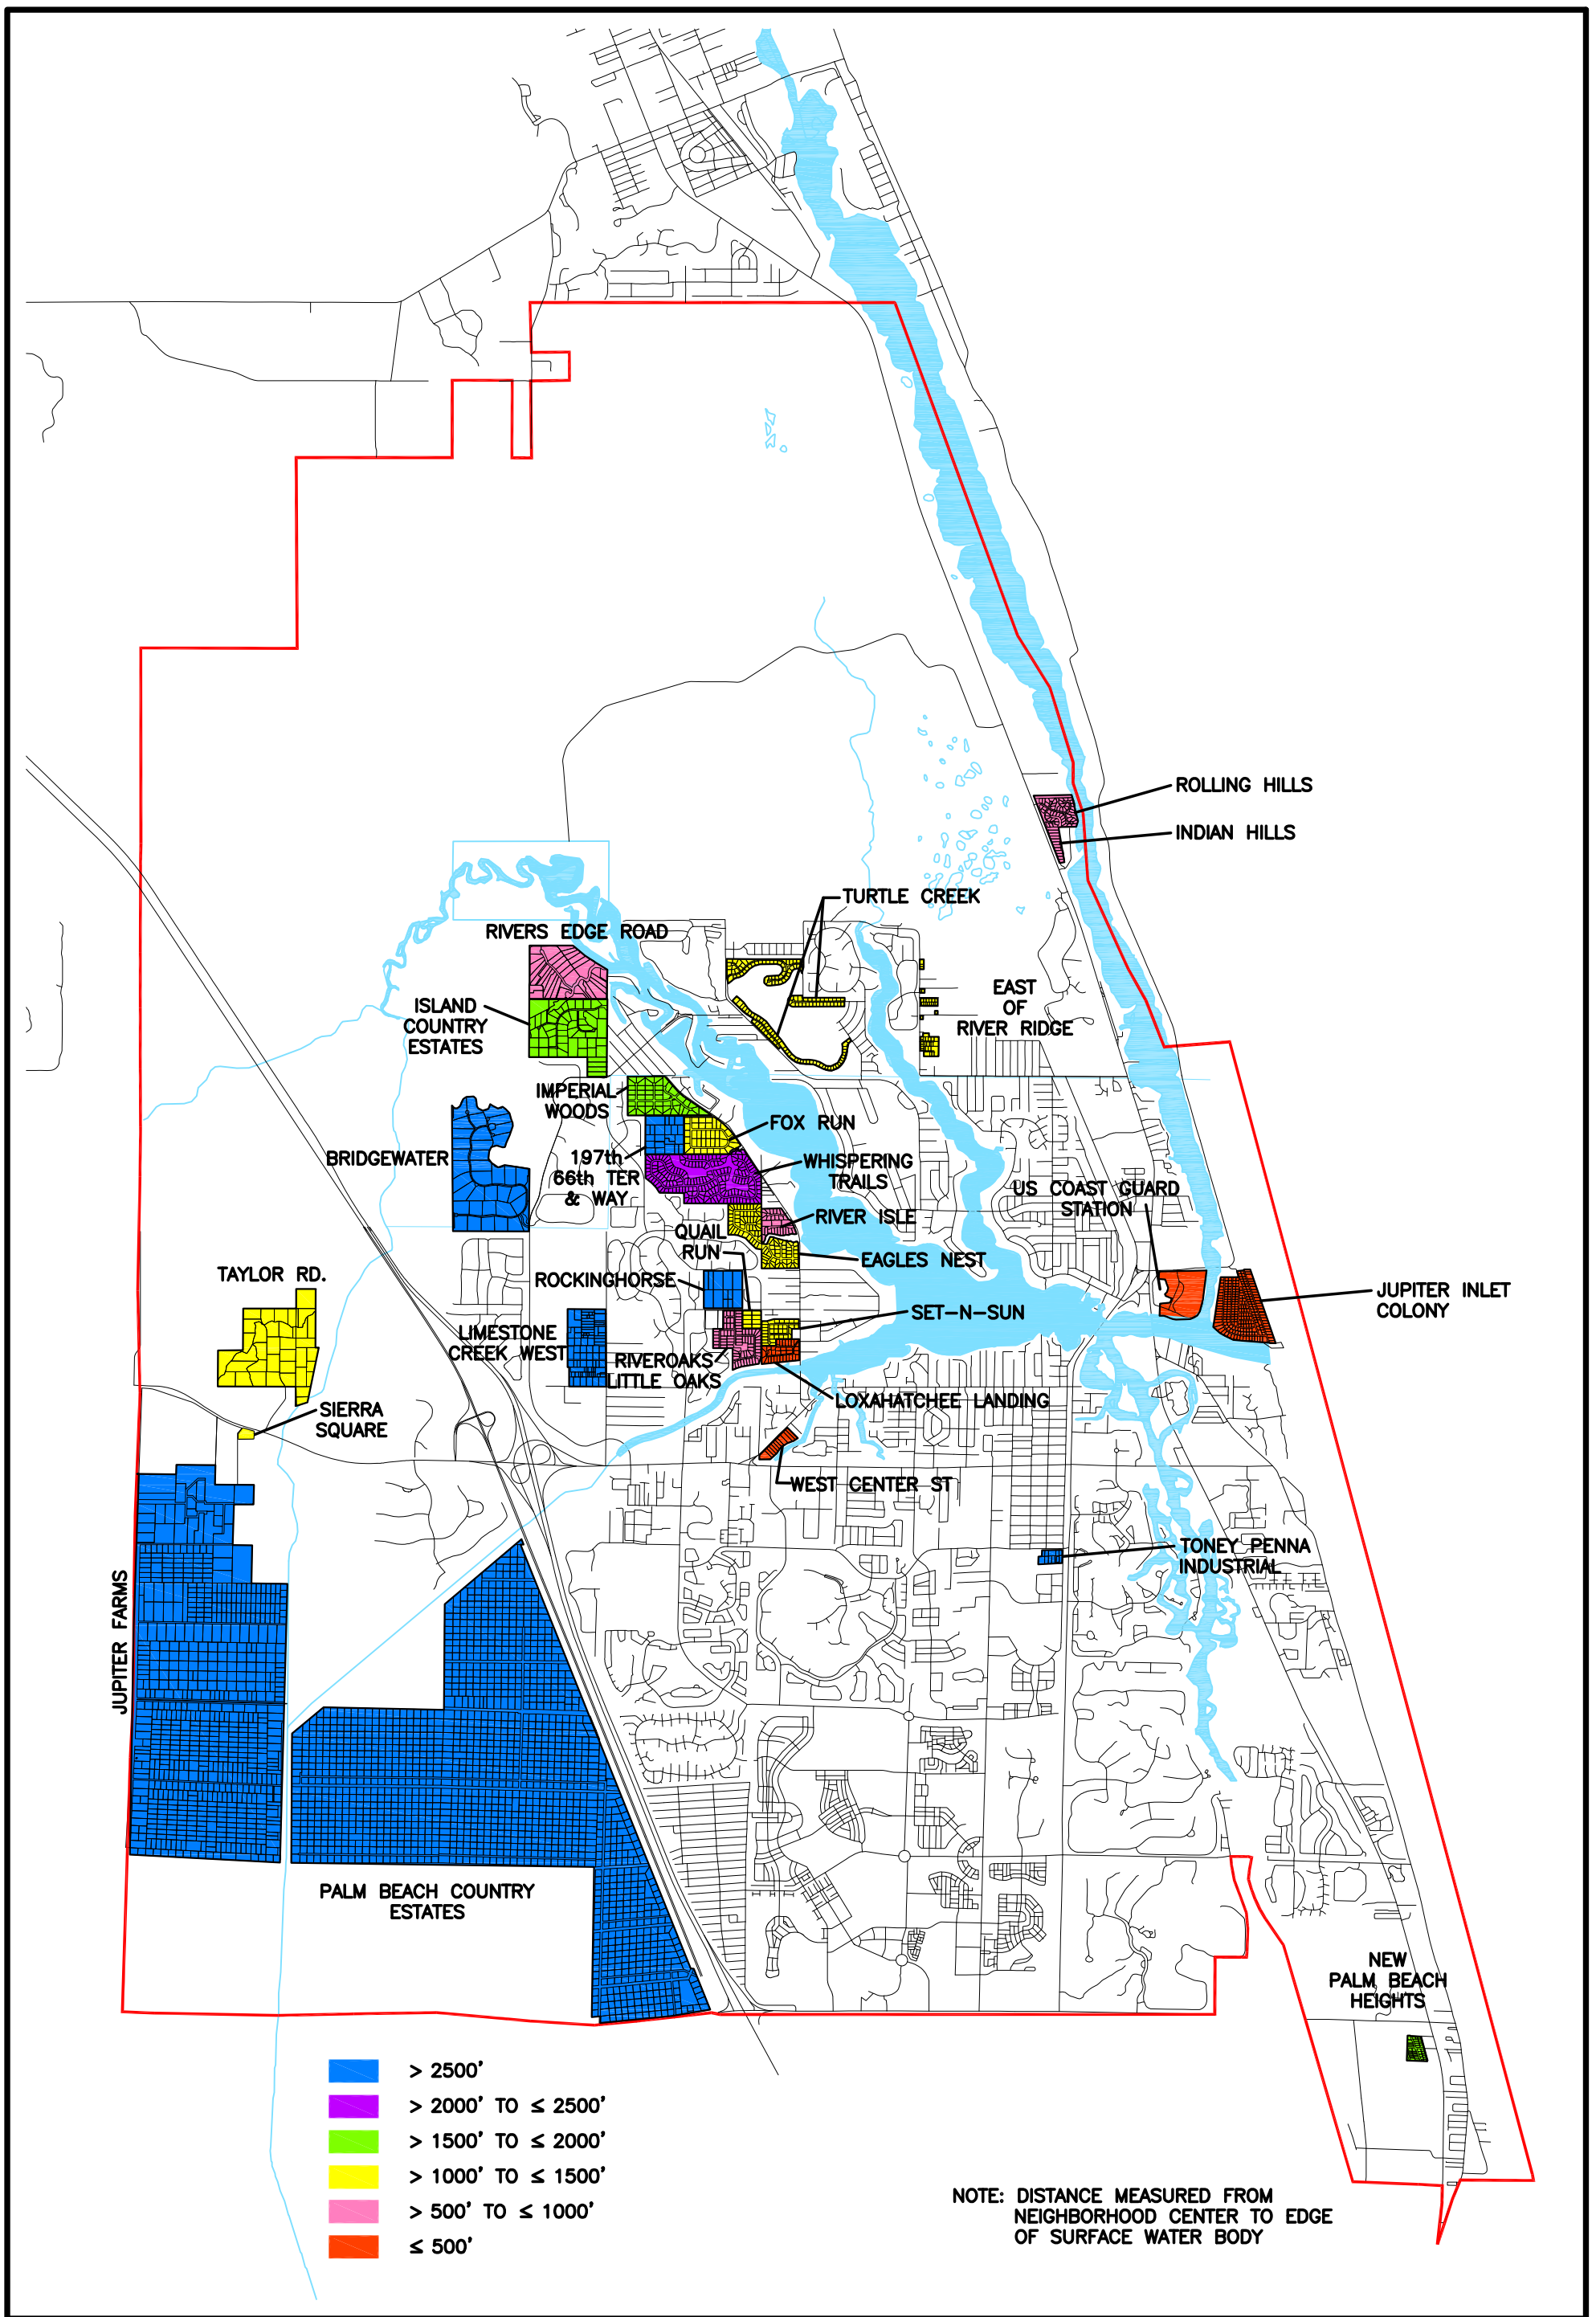 ROLLING HILLS
INDIAN HILLS
TURTLE CREEK
RIVERS EDGE ROAD
ISLAND
COUNTRY
ESTATES
EAST
OF
RIVER RIDGE
IMPERIAL
WOODS
FOX RUN
BRIDGEWATER
197th
66th TER
& WAY
WHISPERING
TRAILS
US COAST GUARD
STATION
RIVER ISLE
QUAIL
RUN
EAGLES NEST
TAYLOR RD.
ROCKINGHORSE
JUPITER INLET
COLONY
SET-N-SUN
LIMESTONE
CREEK WEST
RIVEROAKS
LITTLE OAKS
LOXAHATCHEE LANDING
SIERRA
SQUARE
WEST CENTER ST
TONEY PENNA
INDUSTRIAL
JUPITER FARMS
PALM BEACH COUNTRY
ESTATES
NEW
PALM BEACH
HEIGHTS
> 2500'
> 2000' TO ≤ 2500'
> 1500' TO ≤ 2000'
> 1000' TO ≤ 1500'
> 500' TO ≤ 1000'
≤ 500'
NOTE: DISTANCE MEASURED FROM
NEIGHBORHOOD CENTER TO EDGE
OF SURFACE WATER BODY